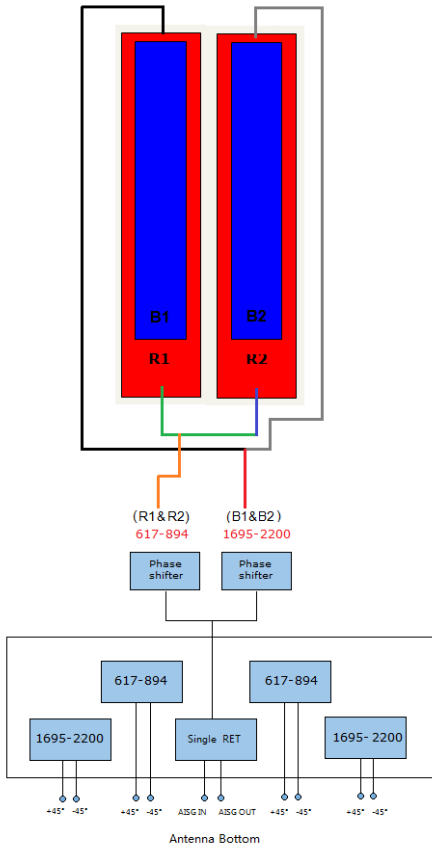 B1 B2
R1 R2
(R1&R2) (B1&B2)
617-894 1695-2200
Phase shifter Phase shifter
617-894 617-894
1695-2200 Single RET 1695- 2200
+45° -45° +45° -45° AISG IN AISG OUT +45° -45° +45° -45°
Antenna Bottom